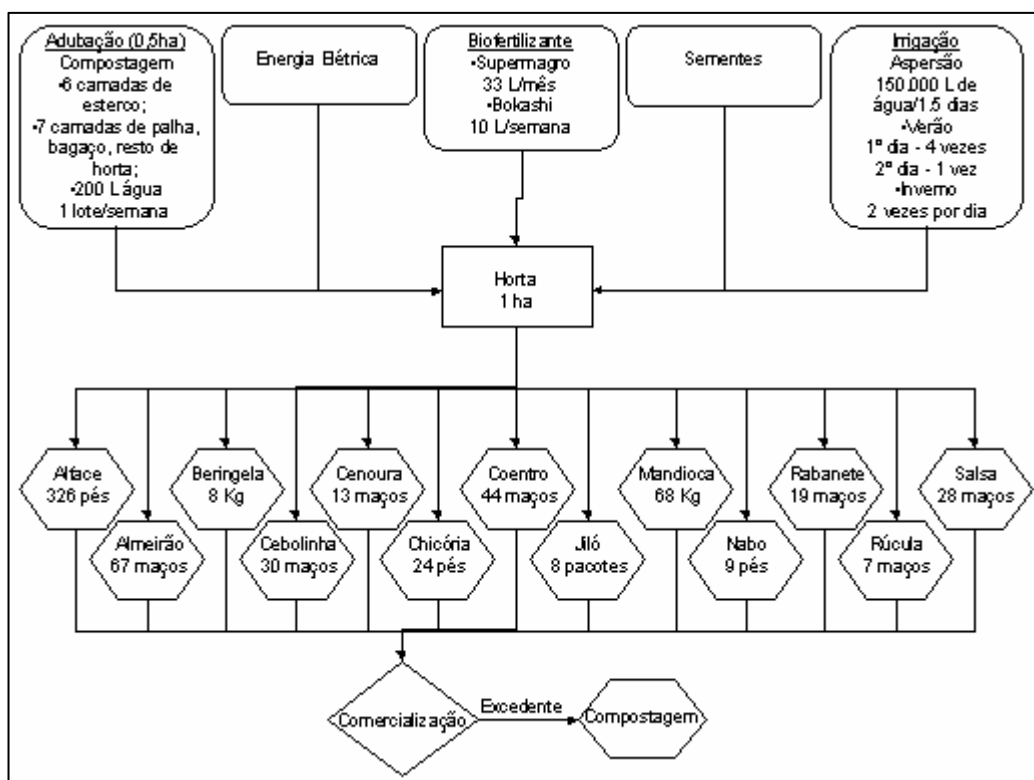 Adubação (0,5ha)
Compostagem
•6 camadas de
esterco;
•7 camadas de palha,
bagaço, resto de
horta;
•200 L água
1 lote/semana
Energia Elétrica
Biofertilizante
•Supermagro
33 L/mês
•Bokashi
10 L/semana
Sementes
Irrigação
Aspersão
150.000 L de
água/1,5 dias
•Verão
1º dia - 4 vezes
2º dia - 1 vez
•Inverno
2 vezes por dia
Horta
1 ha
Alface
326 pés
Almeirão
67 maços
Beringela
8 Kg
Cebolinha
30 maços
Cenoura
13 maços
Chicória
24 pés
Coentro
44 maços
Jiló
8 pacotes
Mandioca
68 Kg
Nabo
9 pés
Rabanete
19 maços
Rúcula
7 maços
Salsa
28 maços
Comercialização
Excedente
Compostagem